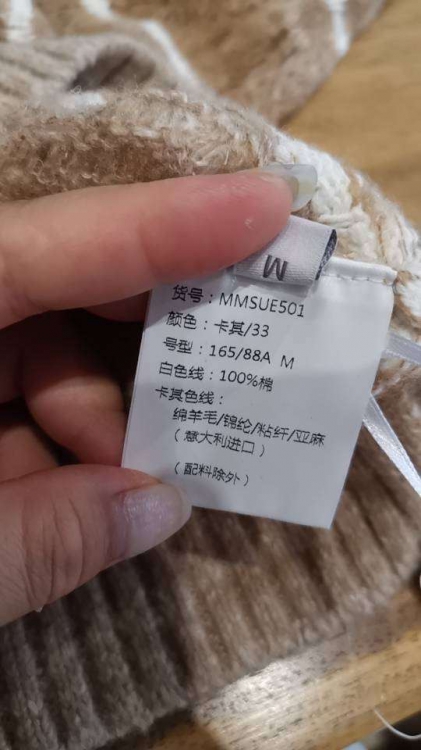 M
货号：MMSUE501
颜色：卡其/33
号型：165/88A M
白色线：100%棉
卡其色线：
绵羊毛/锦纶/粘纤/亚麻
（意大利进口）
（配料除外）